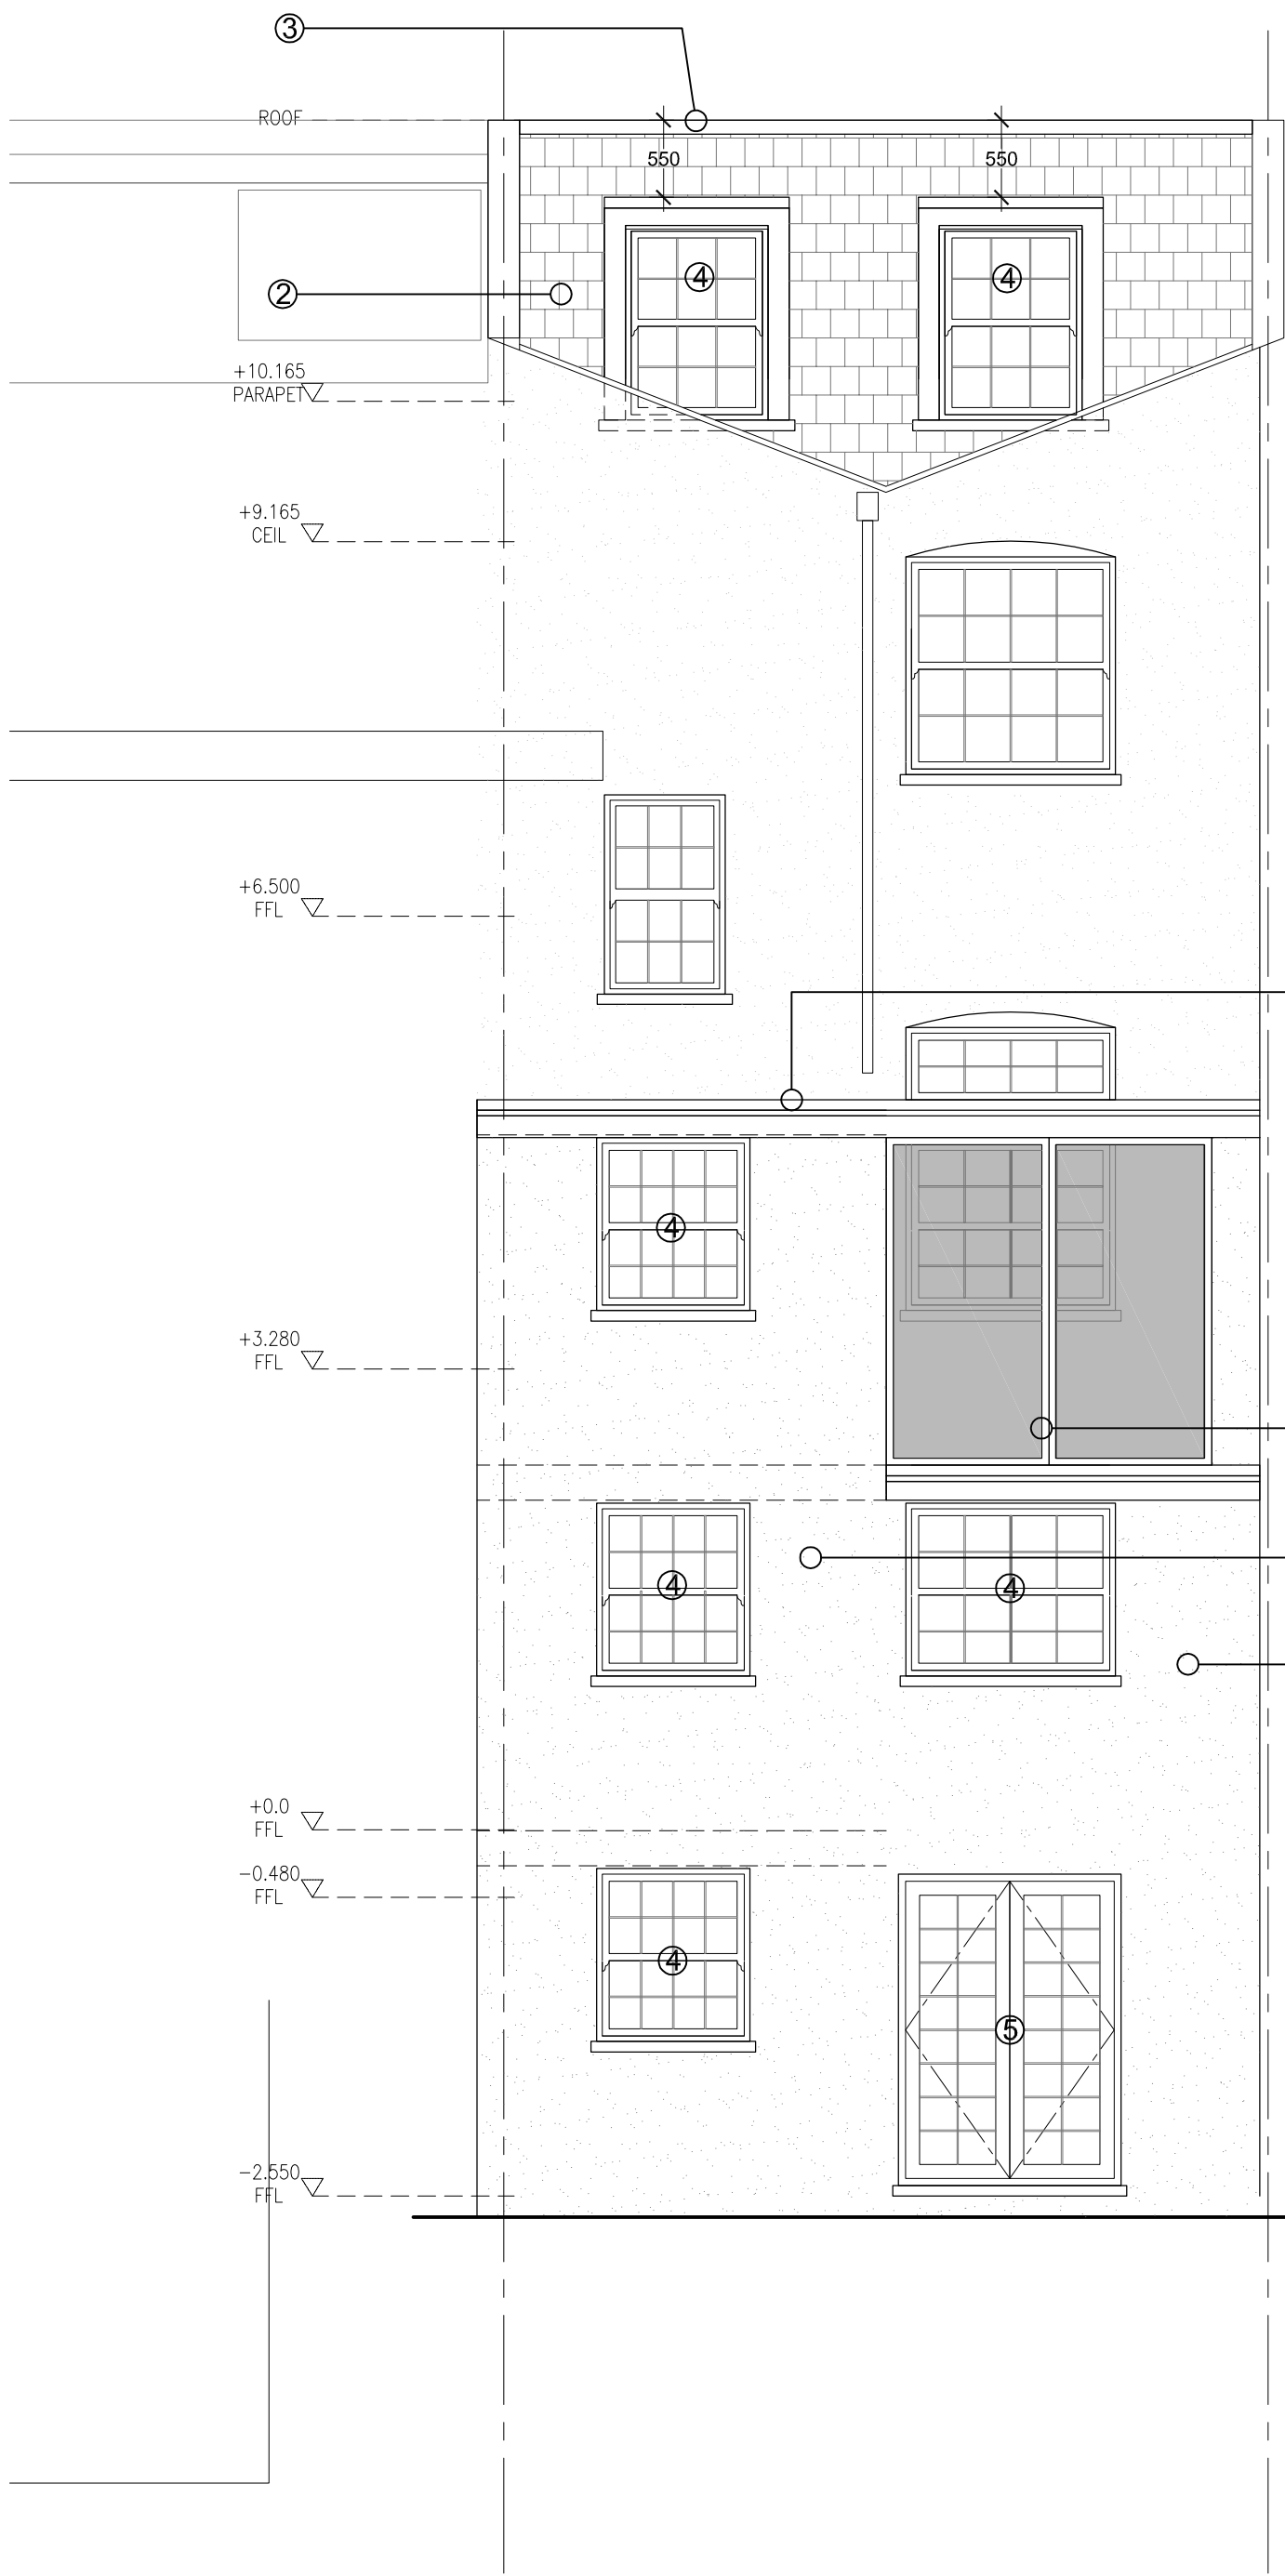 ③
ROOF
550 550
④ ④
②
+10.165
PARAPET
+9.165
CEIL
+6.500
FFL
④
+3.280
FFL
④ ④
+0.0
FFL
-0.480
FFL
④
⑤
-2.550
FFL